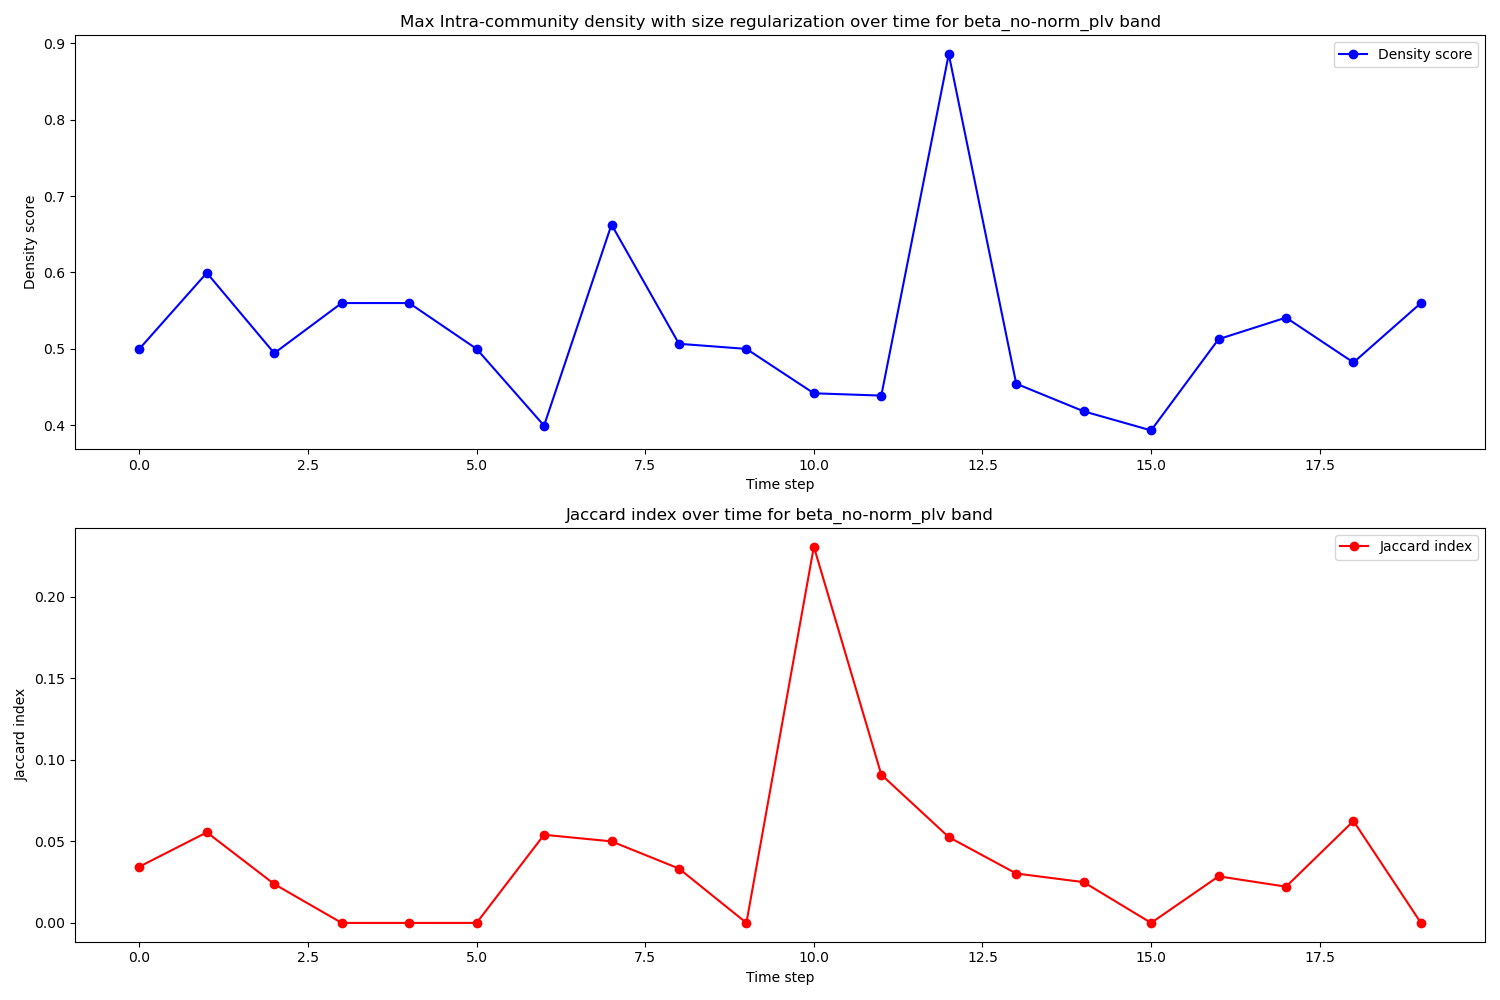 Max Intra-community density with size regularization over time for beta_no-norm_plv band
Density score
0.9
0.8
0.7
0.6
0.5
0.4
Density score
0.0 2.5 5.0 7.5 10.0 12.5 15.0 17.5
Time step
Jaccard index over time for beta_no-norm_plv band
Jaccard index
0.20
0.15
0.10
0.05
0.00
Jaccard index
0.0 2.5 5.0 7.5 10.0 12.5 15.0 17.5
Time step